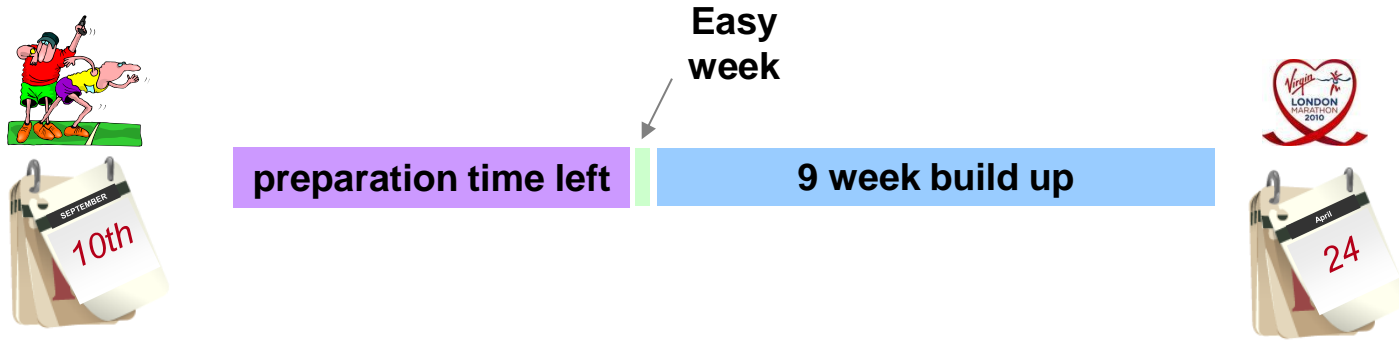 Easy
week
Virgin
LONDON
MARATHON
2010
preparation time left
9 week build up
SEPTEMBER
10th
April
24